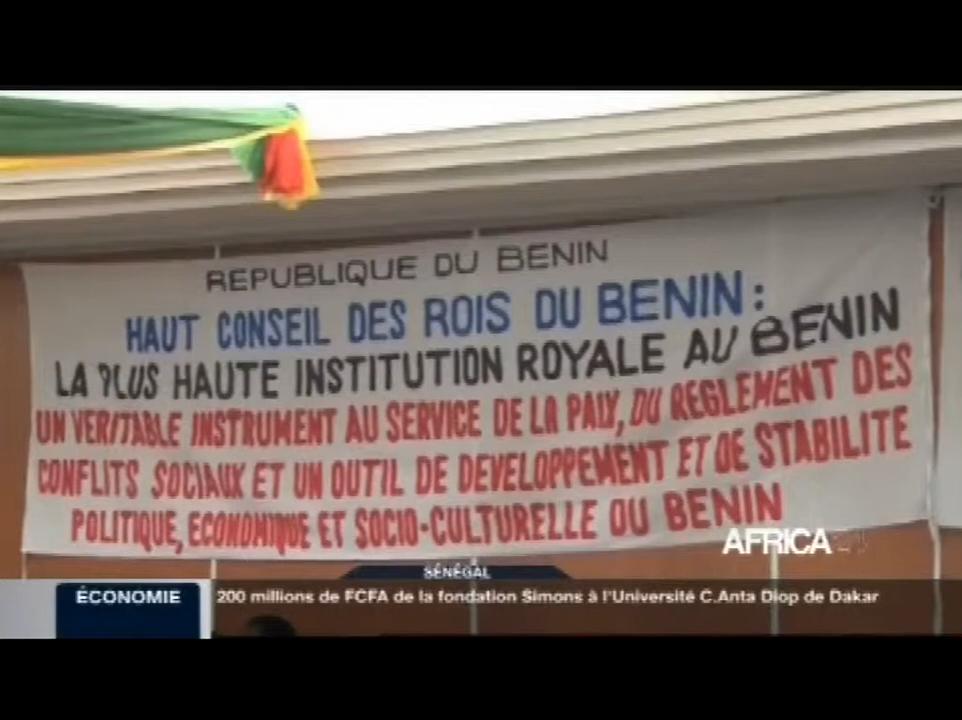 REPUBLIQUE DU BENIN
HAUT CONSEIL DES ROIS DU BENIN :
LA PLUS HAUTE INSTITUTION ROYALE AU BENIN
UN VERITABLE INSTRUMENT AU SERVICE DE LA PAIX, DU REGLEMENT DES
CONFLITS SOCIAUX ET UN OUTIL DE DEVELOPPEMENT ET DE STABILITE
POLITIQUE, ECONOMIQUE ET SOCIO-CULTURELLE DU BENIN
AFRICA24
SÉNÉGAL
ÉCONOMIE 200 millions de FCFA de la fondation Simons à l'Université C.Anta Diop de Dakar